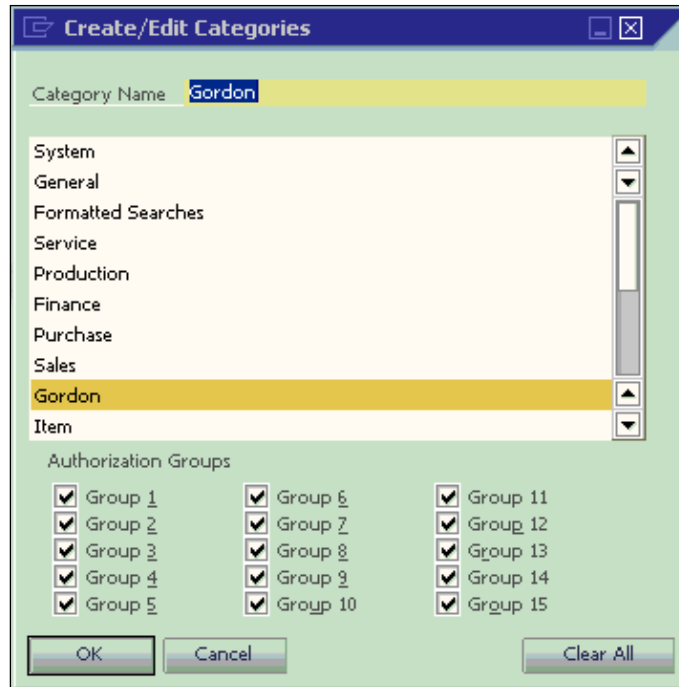 Create/Edit Categories
Category Name Gordon
System
General
Formatted Searches
Service
Production
Finance
Purchase
Sales
Gordon
Item
Authorization Groups
Group 1 Group 6 Group 11
Group 2 Group 7 Group 12
Group 3 Group 8 Group 13
Group 4 Group 9 Group 14
Group 5 Group 10 Group 15
OK Cancel Clear All